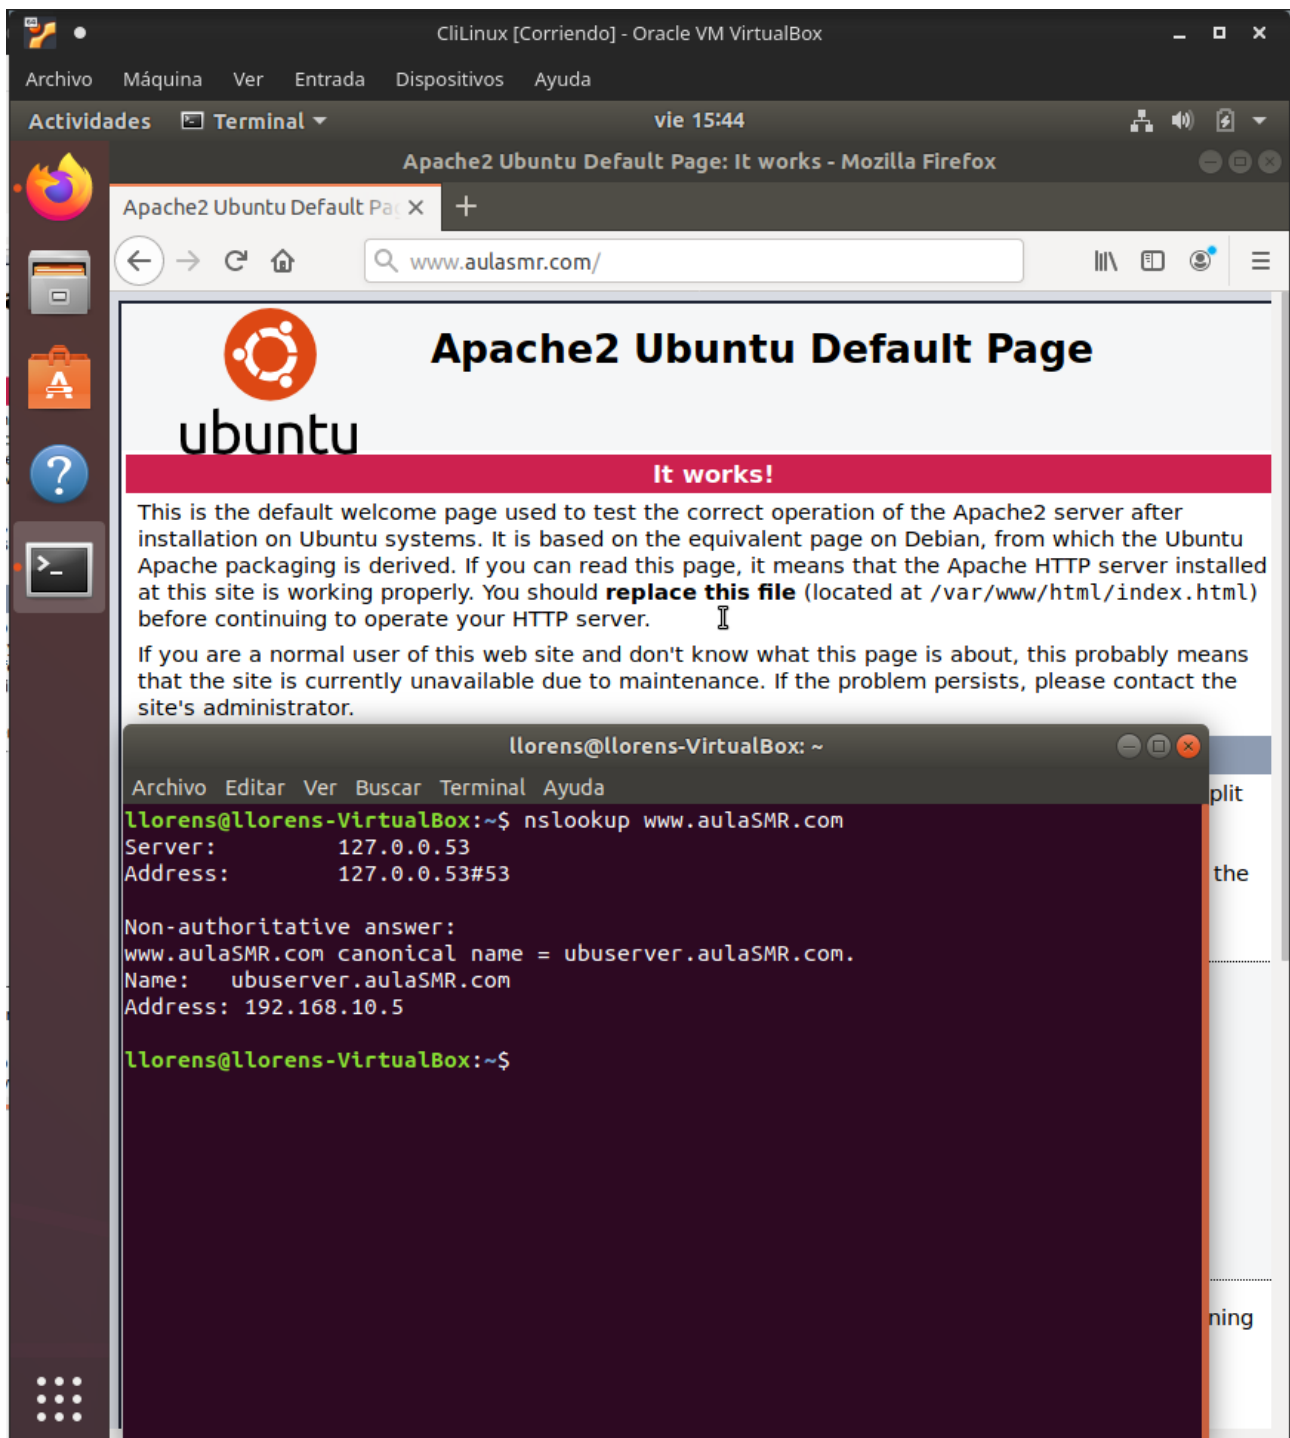 CliLinux [Corriendo] - Oracle VM VirtualBox
Archivo Máquina Ver Entrada Dispositivos Ayuda
Actividades Terminal vie 15:44
Apache2 Ubuntu Default Page: It works - Mozilla Firefox
Apache2 Ubuntu Default Pa
www.aulasmr.com/
ubuntu
Apache2 Ubuntu Default Page
It works!
This is the default welcome page used to test the correct operation of the Apache2 server after
installation on Ubuntu systems. It is based on the equivalent page on Debian, from which the Ubuntu
Apache packaging is derived. If you can read this page, it means that the Apache HTTP server installed
at this site is working properly. You should replace this file (located at /var/www/html/index.html)
before continuing to operate your HTTP server.
If you are a normal user of this web site and don't know what this page is about, this probably means
that the site is currently unavailable due to maintenance. If the problem persists, please contact the
site's administrator.
llorens@llorens-VirtualBox: ~
Archivo Editar Ver Buscar Terminal Ayuda
plit
the
ning
llorens@llorens-VirtualBox:~$ nslookup www.aulaSMR.com
Server: 127.0.0.53
Address: 127.0.0.53#53
Non-authoritative answer:
www.aulaSMR.com canonical name = ubuserver.aulaSMR.com.
Name: ubuserver.aulaSMR.com
Address: 192.168.10.5
llorens@llorens-VirtualBox:~$